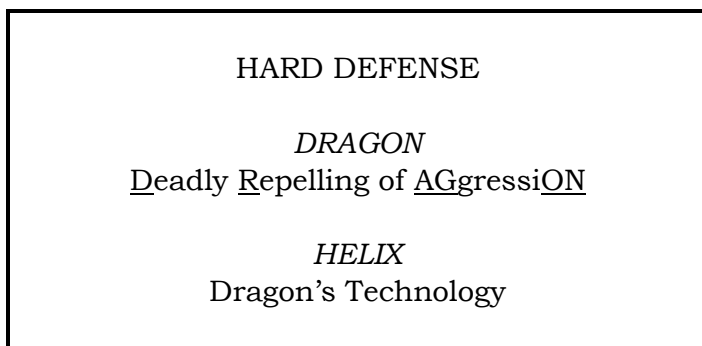 HARD DEFENSE
DRAGON
Deadly Repelling of AGgressiON
HELIX
Dragon's Technology